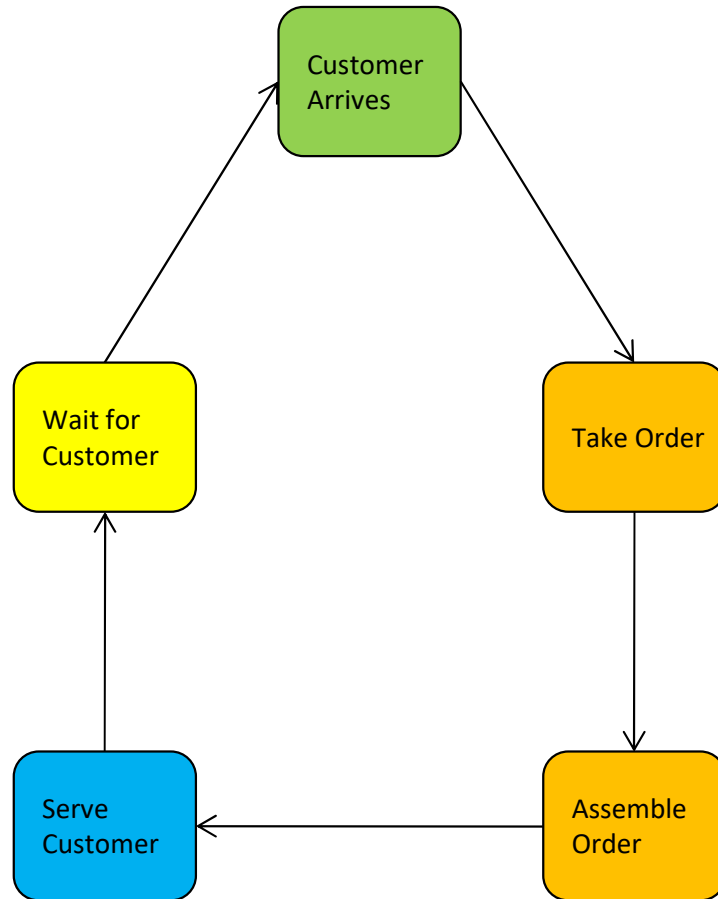 Customer
Arrives
Wait for
Customer
Take Order
Serve
Customer
Assemble
Order